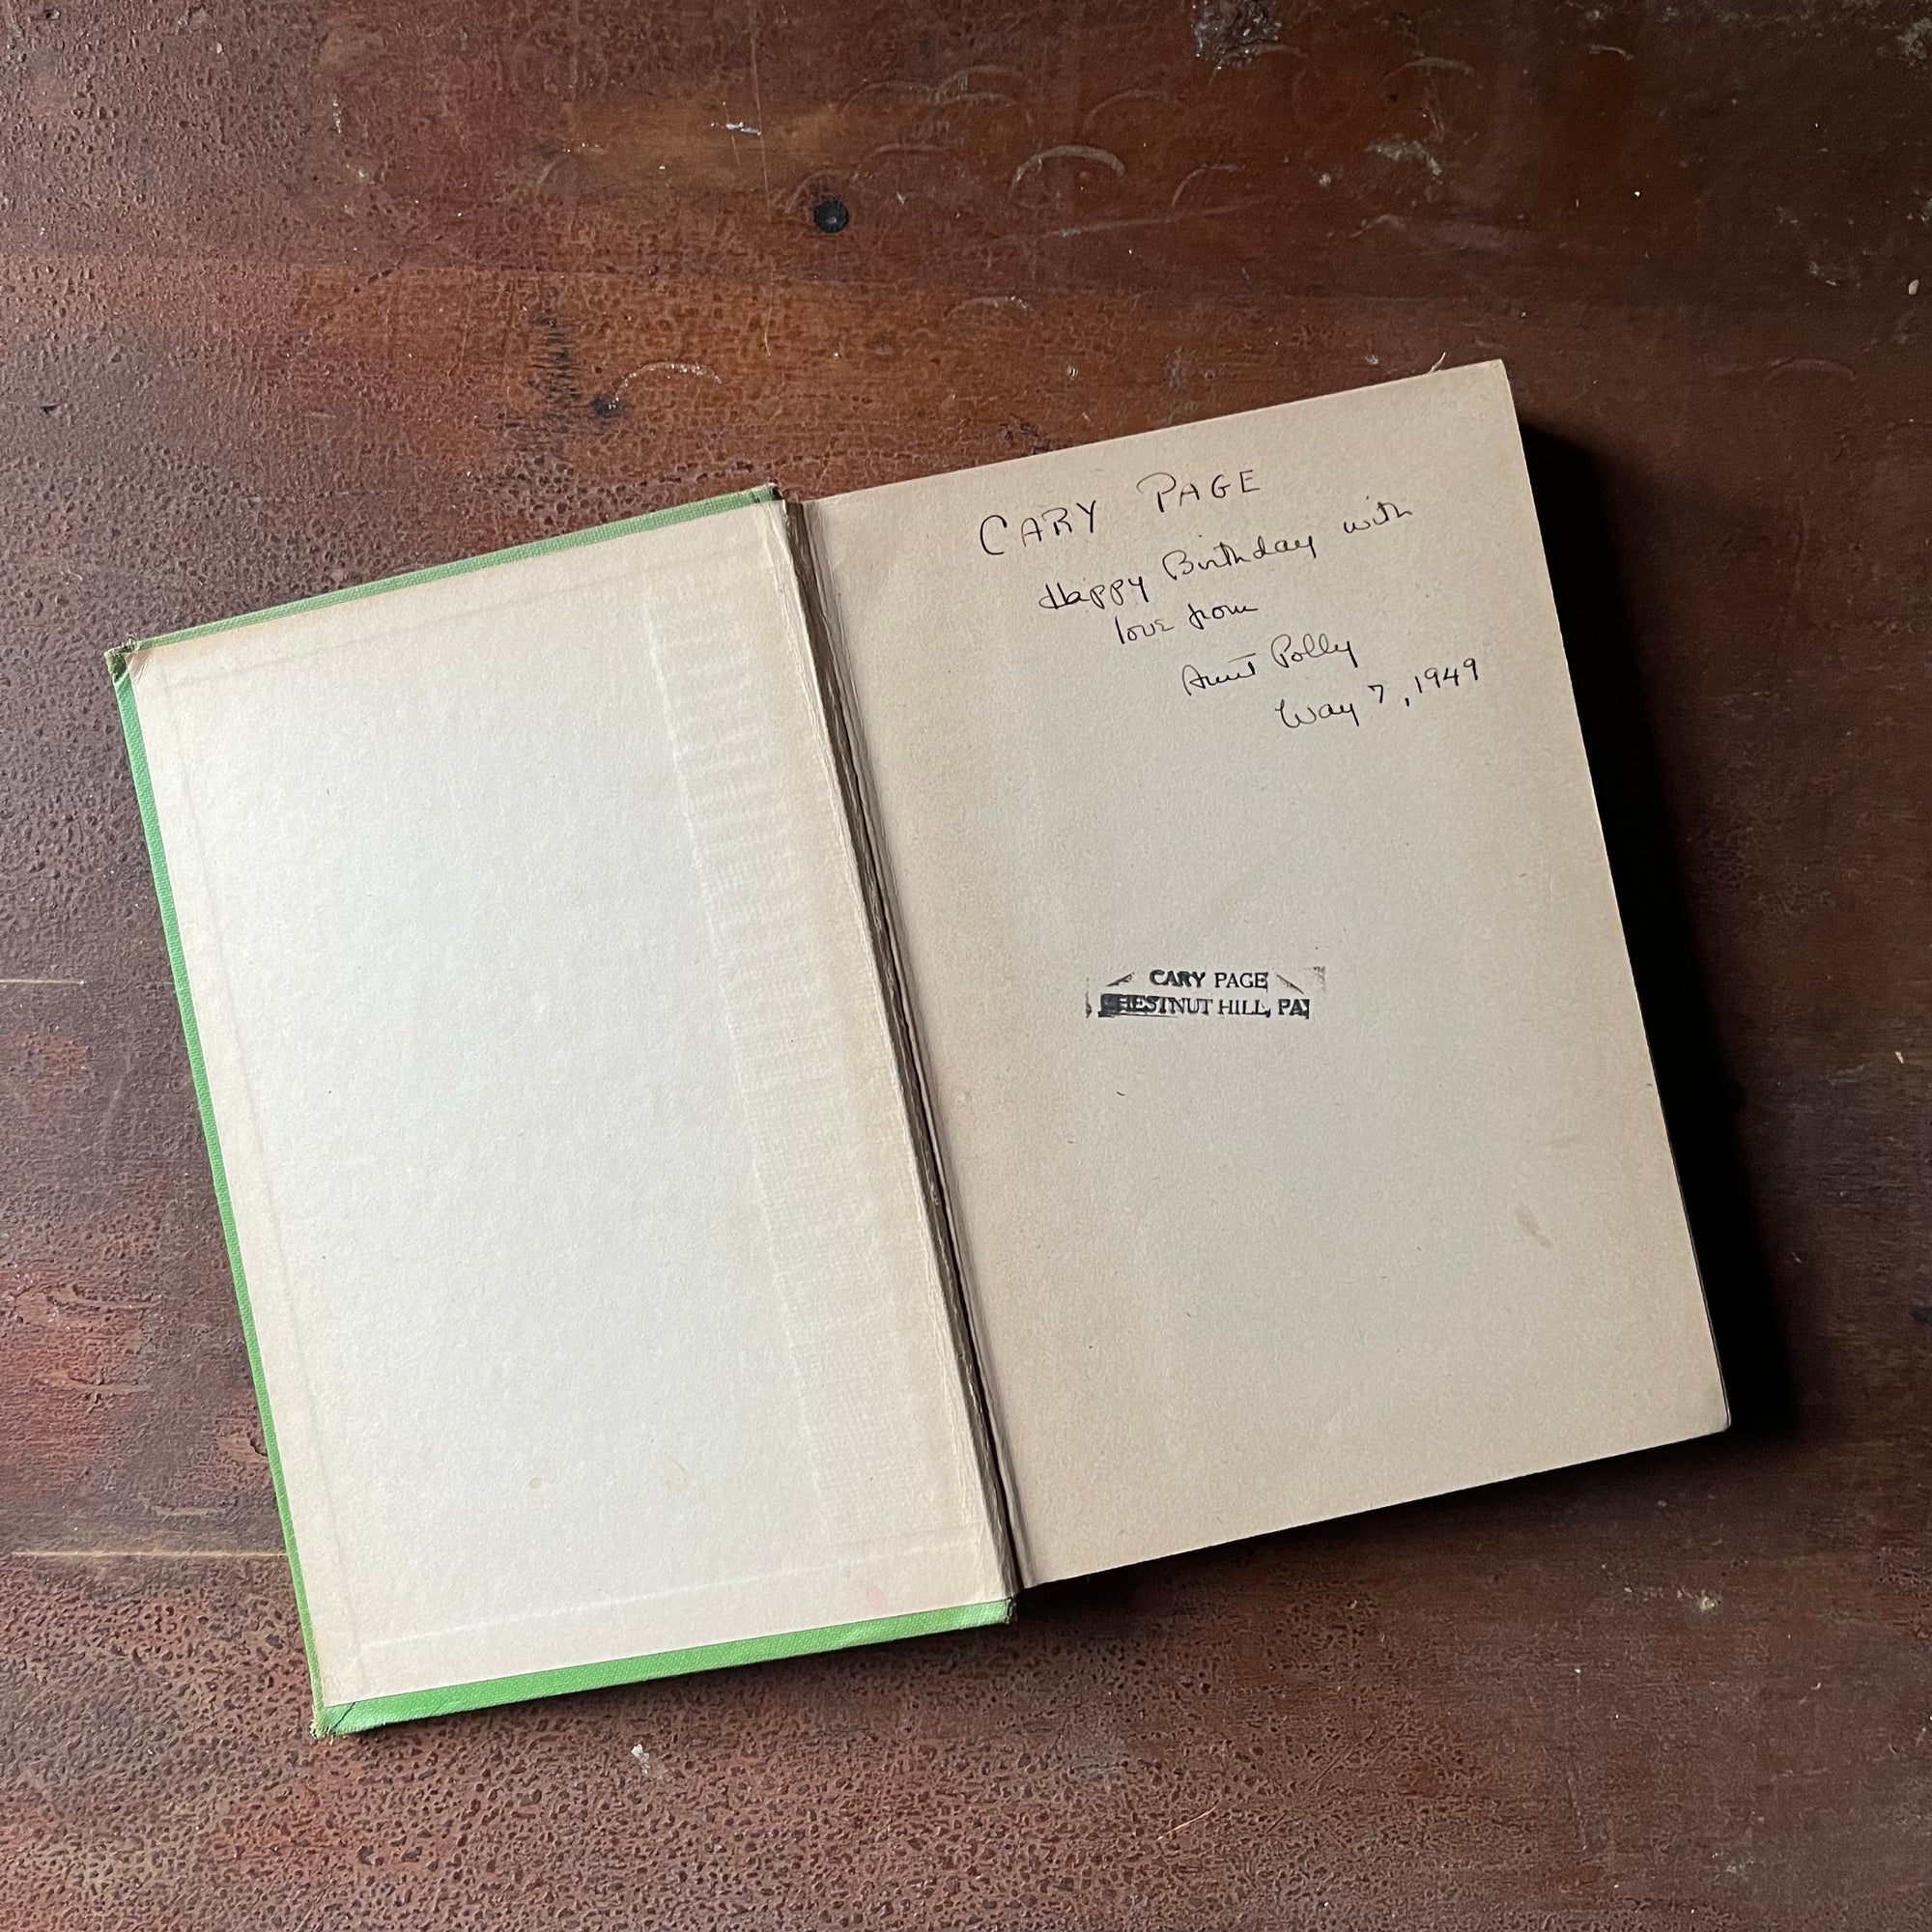 CARY PAGE
Happy Birthday with
love from
Aunt Polly
May 7, 1949
CARY PAGE
CHESTNUT HILL, PA.